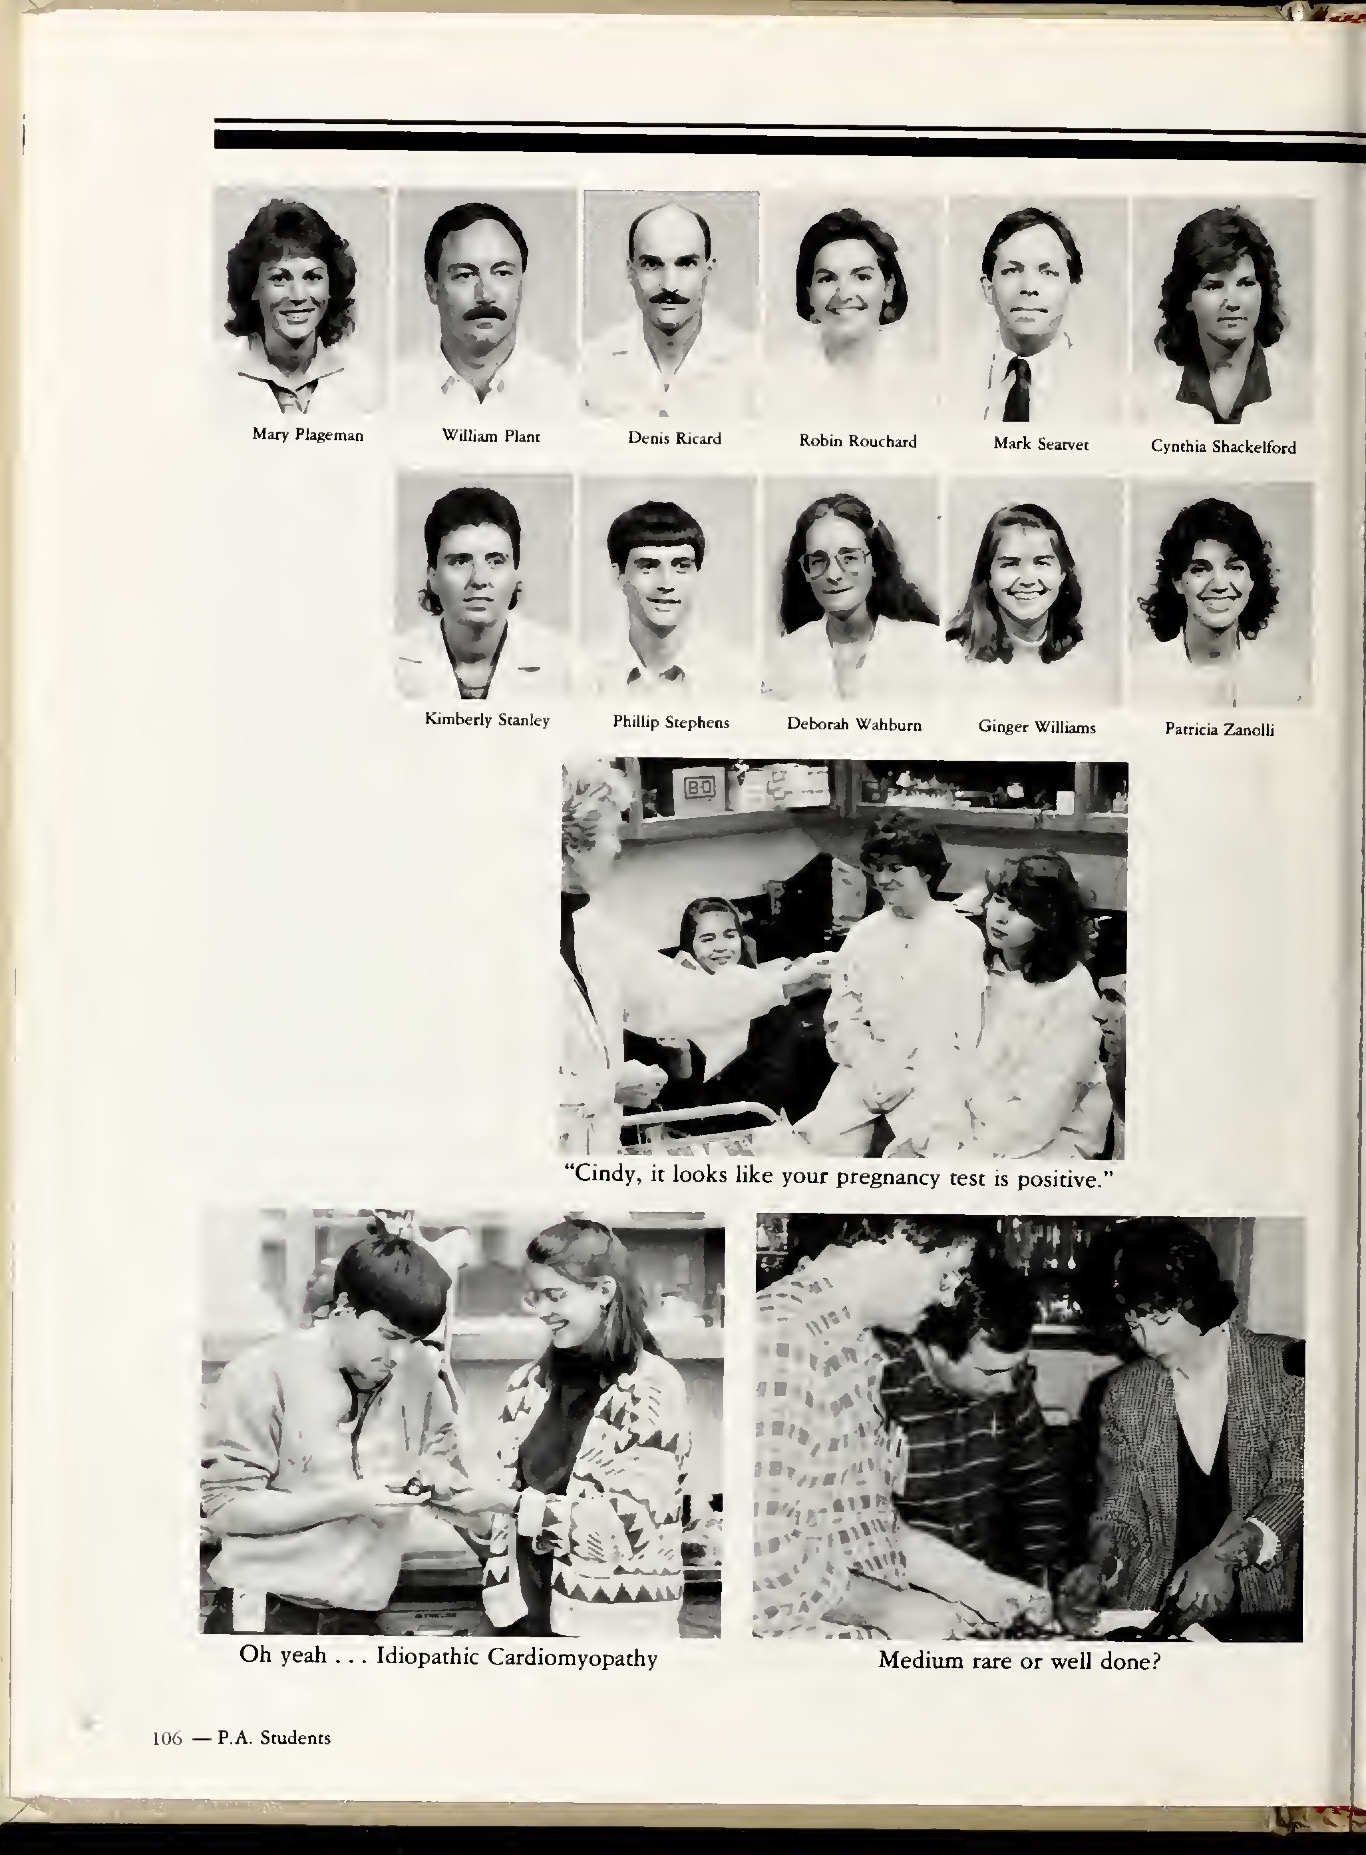 Mary Plageman William Plant Denis Ricard Robin Rouchard Mark Searvet Cynthia Shackelford
Kimberly Stanley Phillip Stephens Deborah Wahburn Ginger Williams Patricia Zanolli
B-D
“Cindy, it looks like your pregnancy test is positive.”
Oh yeah . . . Idiopathic Cardiomyopathy
Medium rare or well done?
106 — P.A. Students